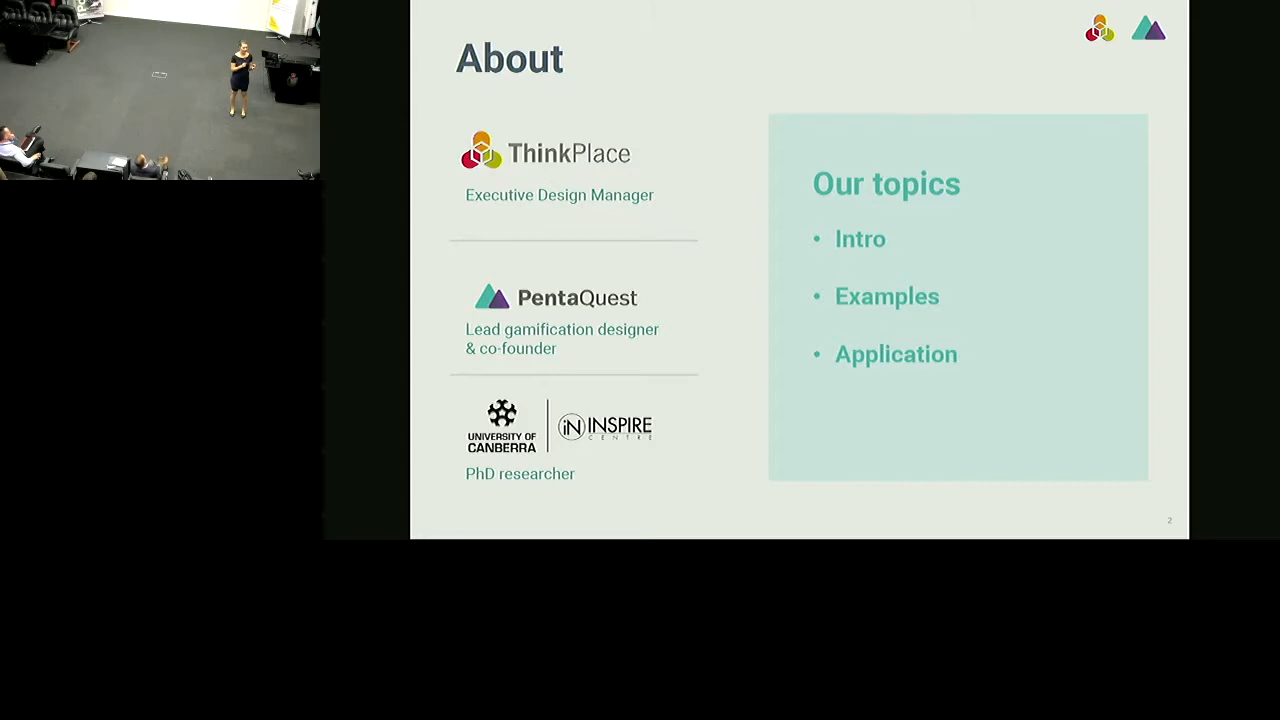 About
ThinkPlace
Executive Design Manager
PentaQuest
Lead gamification designer
& co-founder
UNIVERSITY OF
CANBERRA
iN INSPIRE
CENTRE
PhD researcher
Our topics
• Intro
• Examples
• Application
2